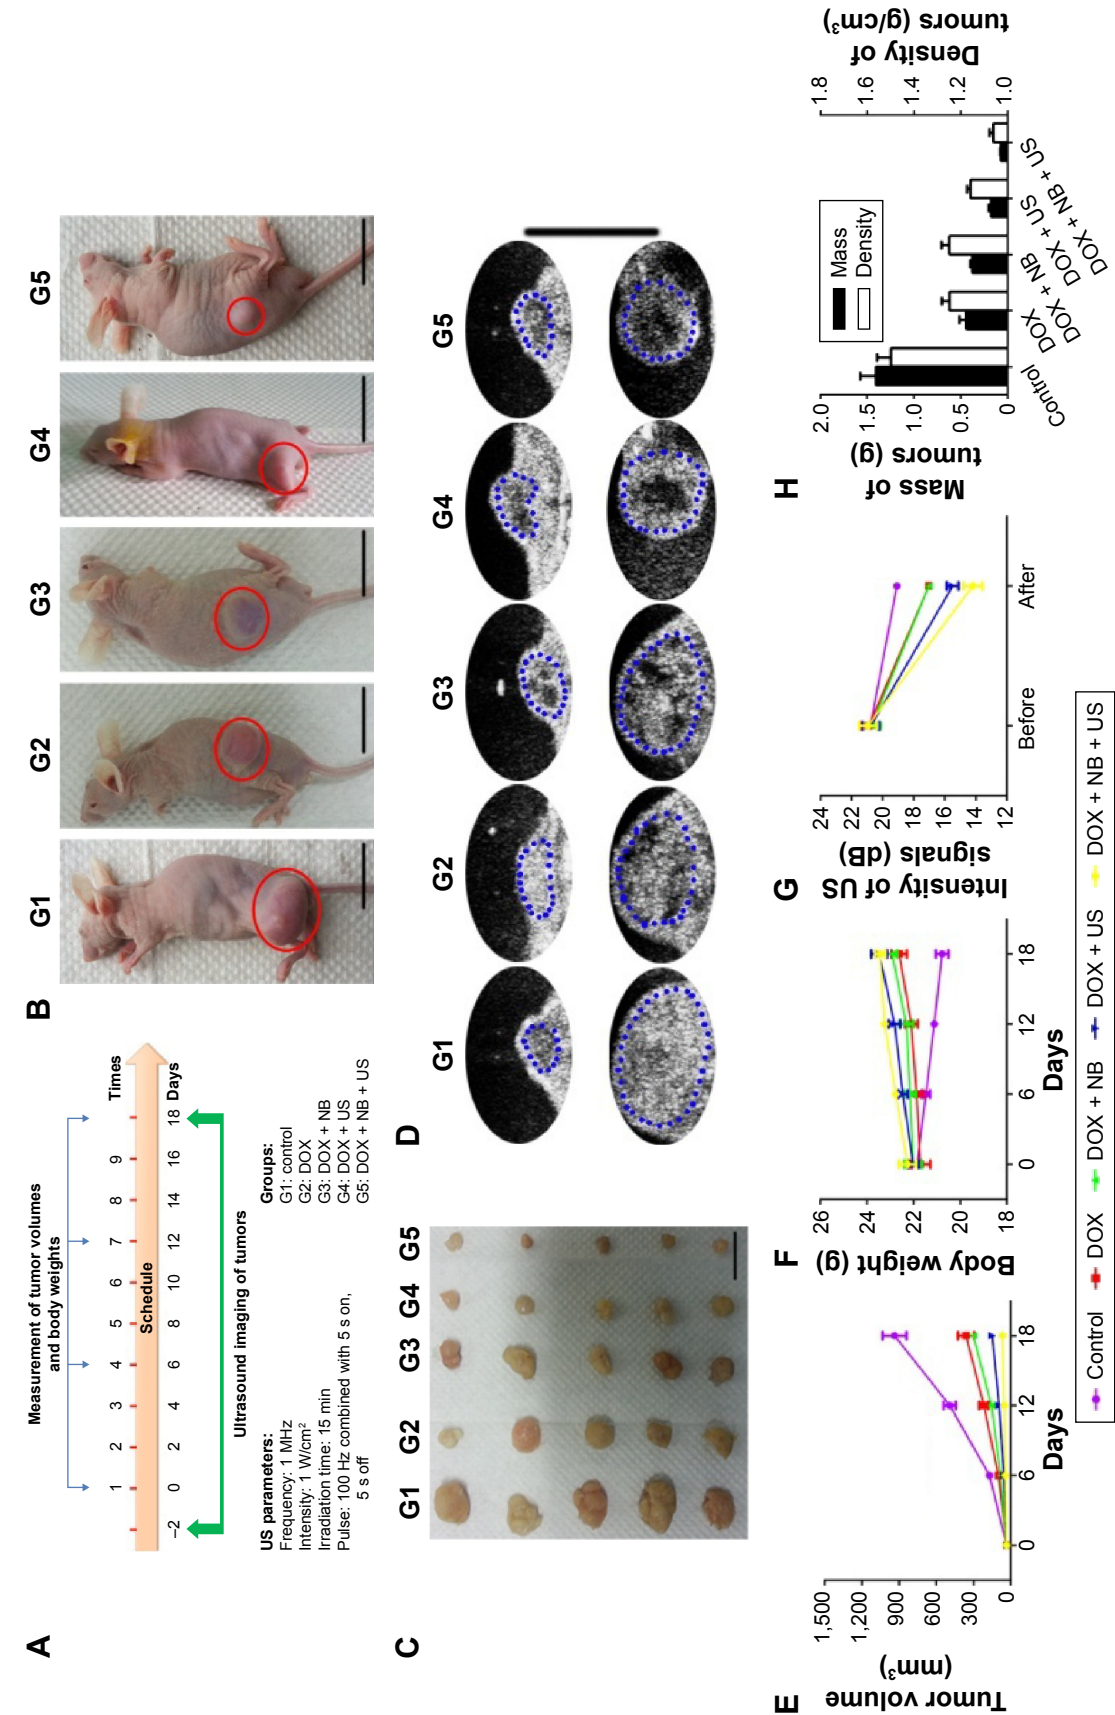 A
Measurement of tumor volumes
and body weights
1 2 3 4 5 6 7 8 9 Times
Schedule
–2 0 2 4 6 8 10 12 14 16 18 Days
Ultrasound imaging of tumors
US parameters:
Frequency: 1 MHz
Intensity: 1 W/cm²
Irradiation time: 15 min
Pulse: 100 Hz combined with 5 s on,
5 s off
Groups:
G1: control
G2: DOX
G3: DOX + NB
G4: DOX + US
G5: DOX + NB + US
B
G1 G2 G3 G4 G5
C
G1 G2 G3 G4 G5
D
G1 G2 G3 G4 G5
E
Tumor volume
(mm³)
1,500
1,200
900
600
300
0
0 6 12 18
Days
F
Body weight (g)
26
24
22
20
18
0 6 12 18
Days
G
Intensity of US
signals (dB)
24
22
20
18
16
14
12
Before After
H
Mass of
tumors (g)
2.0
1.5
1.0
0.5
0
Mass
Density
Control
DOX
DOX + NB
DOX + US
DOX + NB + US
1.8
1.6
1.4
1.2
1.0
Density of
tumors (g/cm³)
Control DOX DOX + NB DOX + US DOX + NB + US